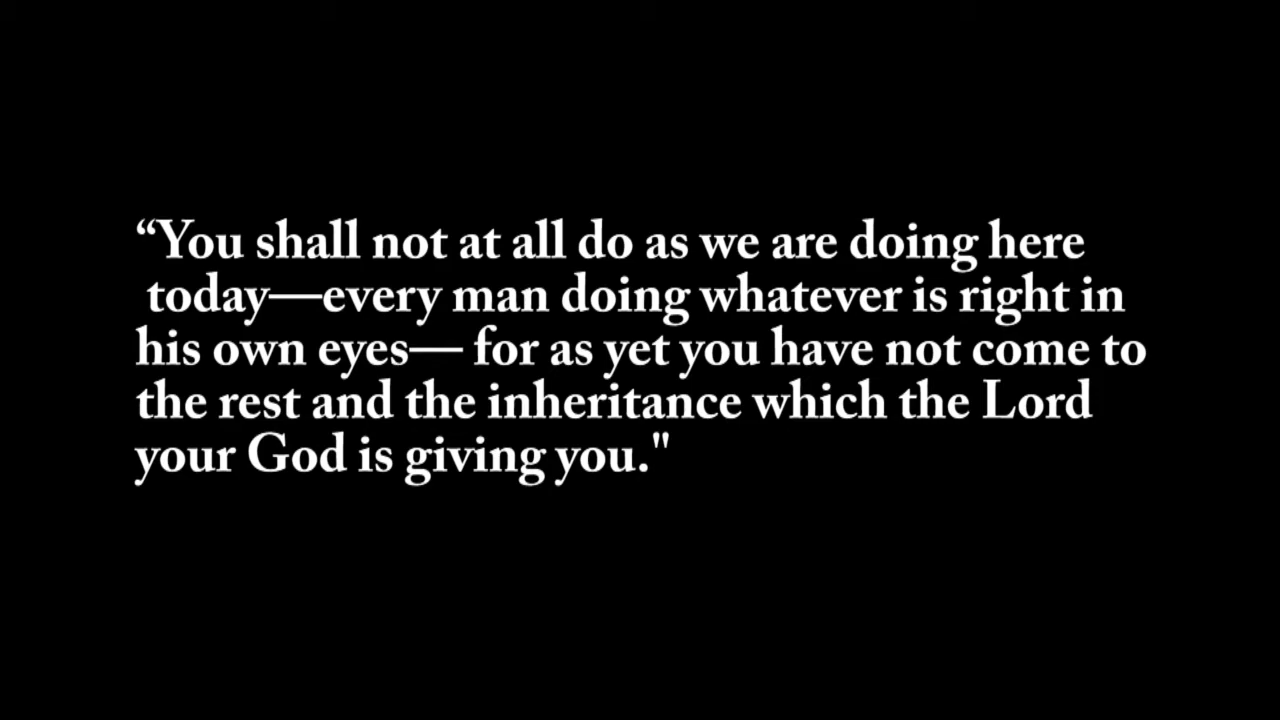 “You shall not at all do as we are doing here
today—every man doing whatever is right in
his own eyes— for as yet you have not come to
the rest and the inheritance which the Lord
your God is giving you."